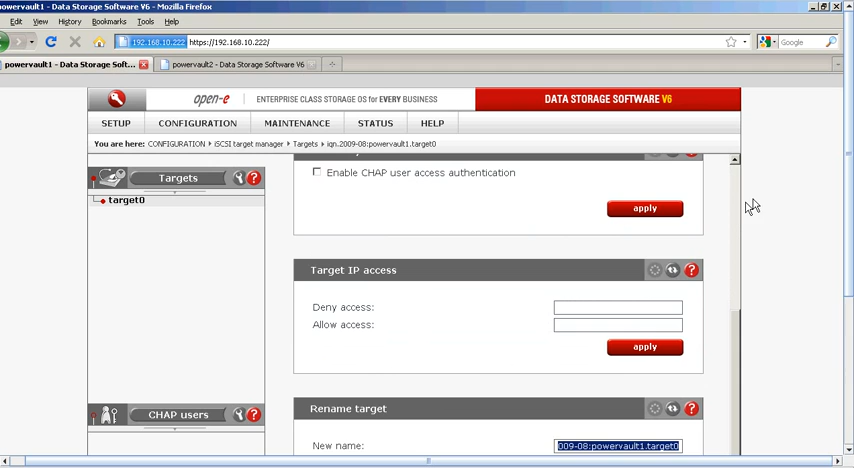 powervault1 - Data Storage Software V6 - Mozilla Firefox
Edit View History Bookmarks Tools Help
192.168.10.222 https://192.168.10.222/ Google
powervault1 - Data Storage Soft... powervault2 - Data Storage Software V6
open-e ENTERPRISE CLASS STORAGE OS for EVERY BUSINESS DATA STORAGE SOFTWARE V6
SETUP CONFIGURATION MAINTENANCE STATUS HELP
You are here: CONFIGURATION iSCSI target manager Targets iqn.2009-08:powervault1.target0
Targets
target0
CHAP users
Enable CHAP user access authentication
apply
Target IP access
Deny access:
Allow access:
apply
Rename target
New name: 009-08:powervault1.target0